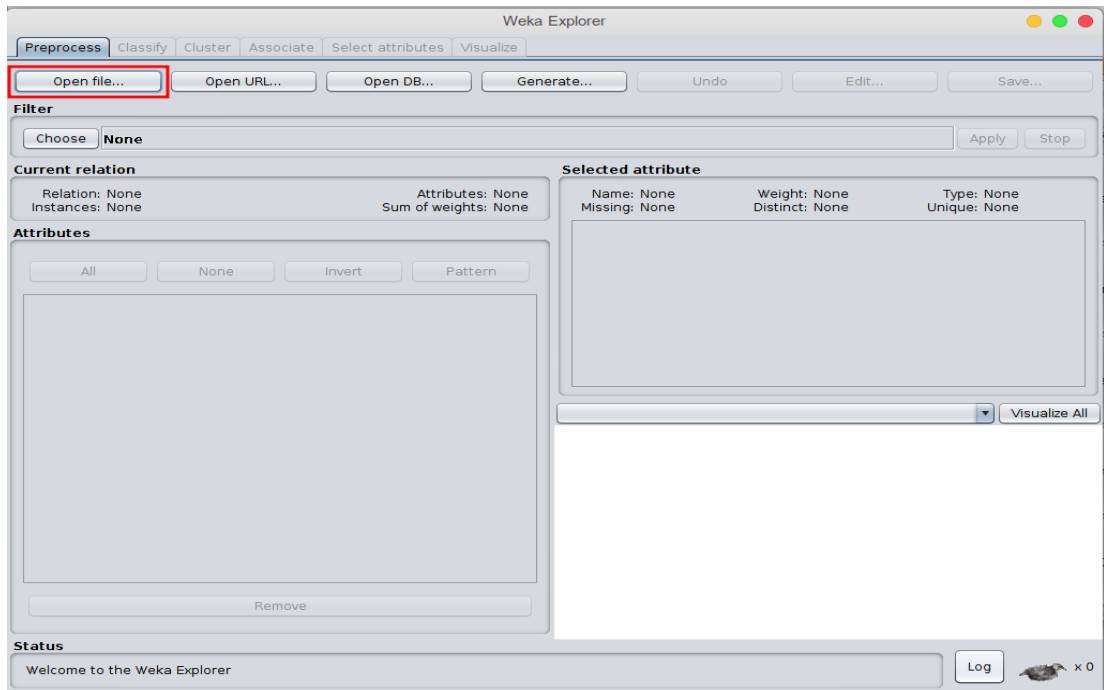 Weka Explorer
Preprocess Classify Cluster Associate Select attributes Visualize
Open file... Open URL... Open DB... Generate... Undo Edit... Save...
Filter
Choose None Apply Stop
Current relation
Relation: None Attributes: None
Instances: None Sum of weights: None
Attributes
All None Invert Pattern
Remove
Selected attribute
Name: None Weight: None Type: None
Missing: None Distinct: None Unique: None
Visualize All
Status
Welcome to the Weka Explorer
Log x 0